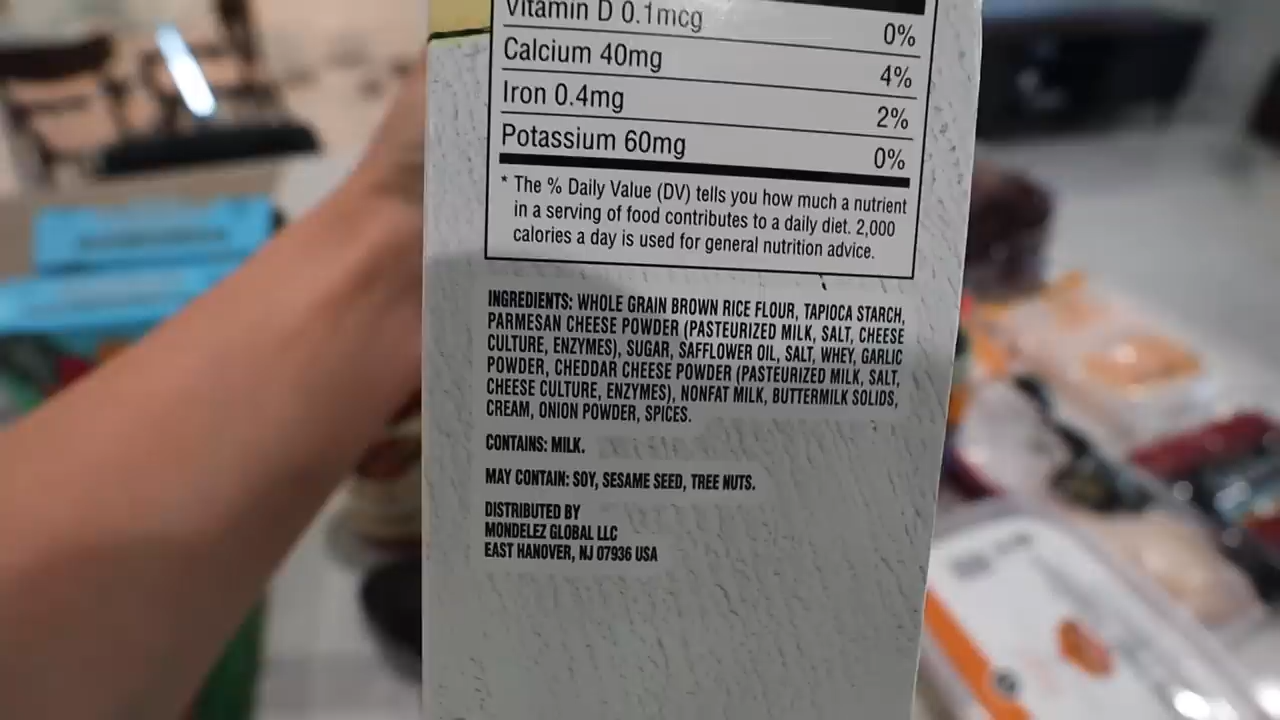 Vitamin D 0.1mcg 0%
Calcium 40mg 4%
Iron 0.4mg 2%
Potassium 60mg 0%
* The % Daily Value (DV) tells you how much a nutrient
in a serving of food contributes to a daily diet. 2,000
calories a day is used for general nutrition advice.
INGREDIENTS: WHOLE GRAIN BROWN RICE FLOUR, TAPIOCA STARCH,
PARMESAN CHEESE POWDER (PASTEURIZED MILK, SALT, CHEESE
CULTURE, ENZYMES), SUGAR, SAFFLOWER OIL, SALT, WHEY, GARLIC
POWDER, CHEDDAR CHEESE POWDER (PASTEURIZED MILK, SALT,
CHEESE CULTURE, ENZYMES), NONFAT MILK, BUTTERMILK SOLIDS,
CREAM, ONION POWDER, SPICES.
CONTAINS: MILK.
MAY CONTAIN: SOY, SESAME SEED, TREE NUTS.
DISTRIBUTED BY
MONDELEZ GLOBAL LLC
EAST HANOVER, NJ 07936 USA